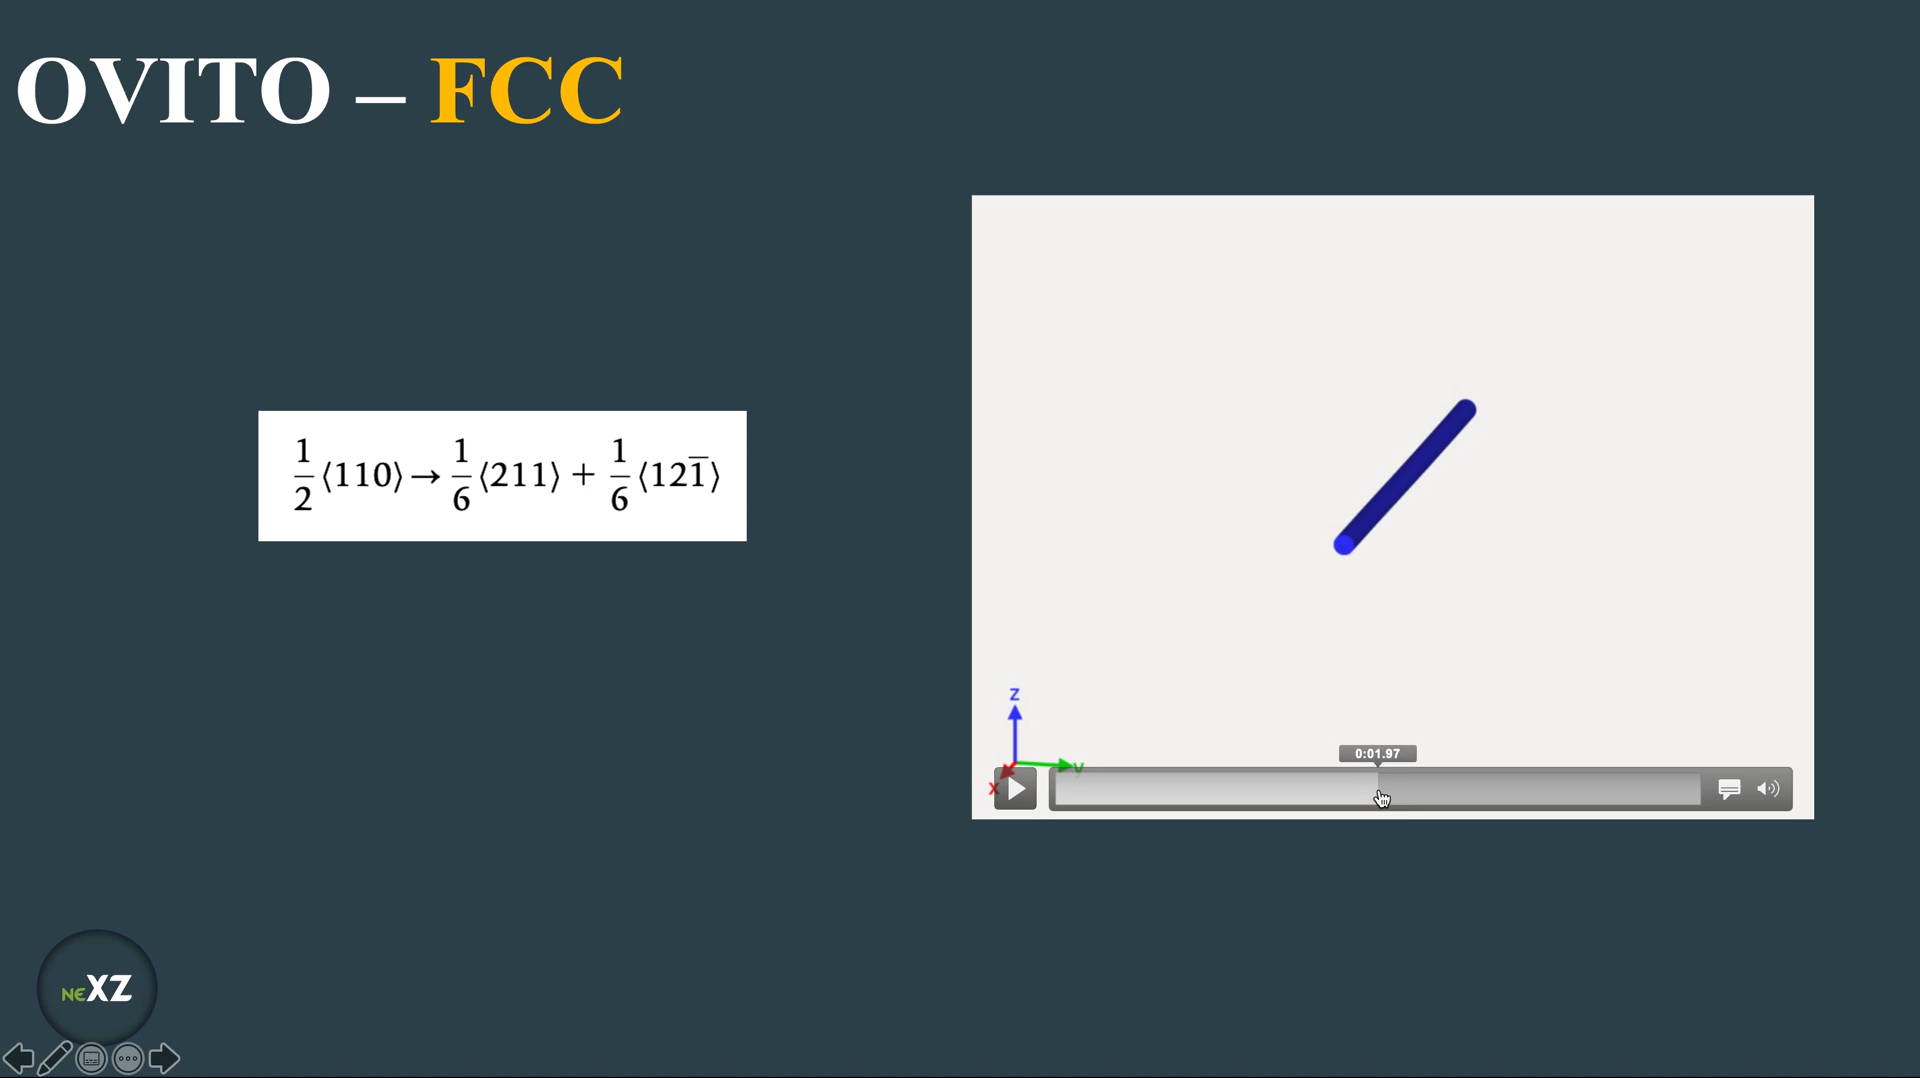 OVITO – FCC
1/2 ⟨110⟩ → 1/6 ⟨211⟩ + 1/6 ⟨121̅⟩
Z
0:01.97
y
x
NEXZ